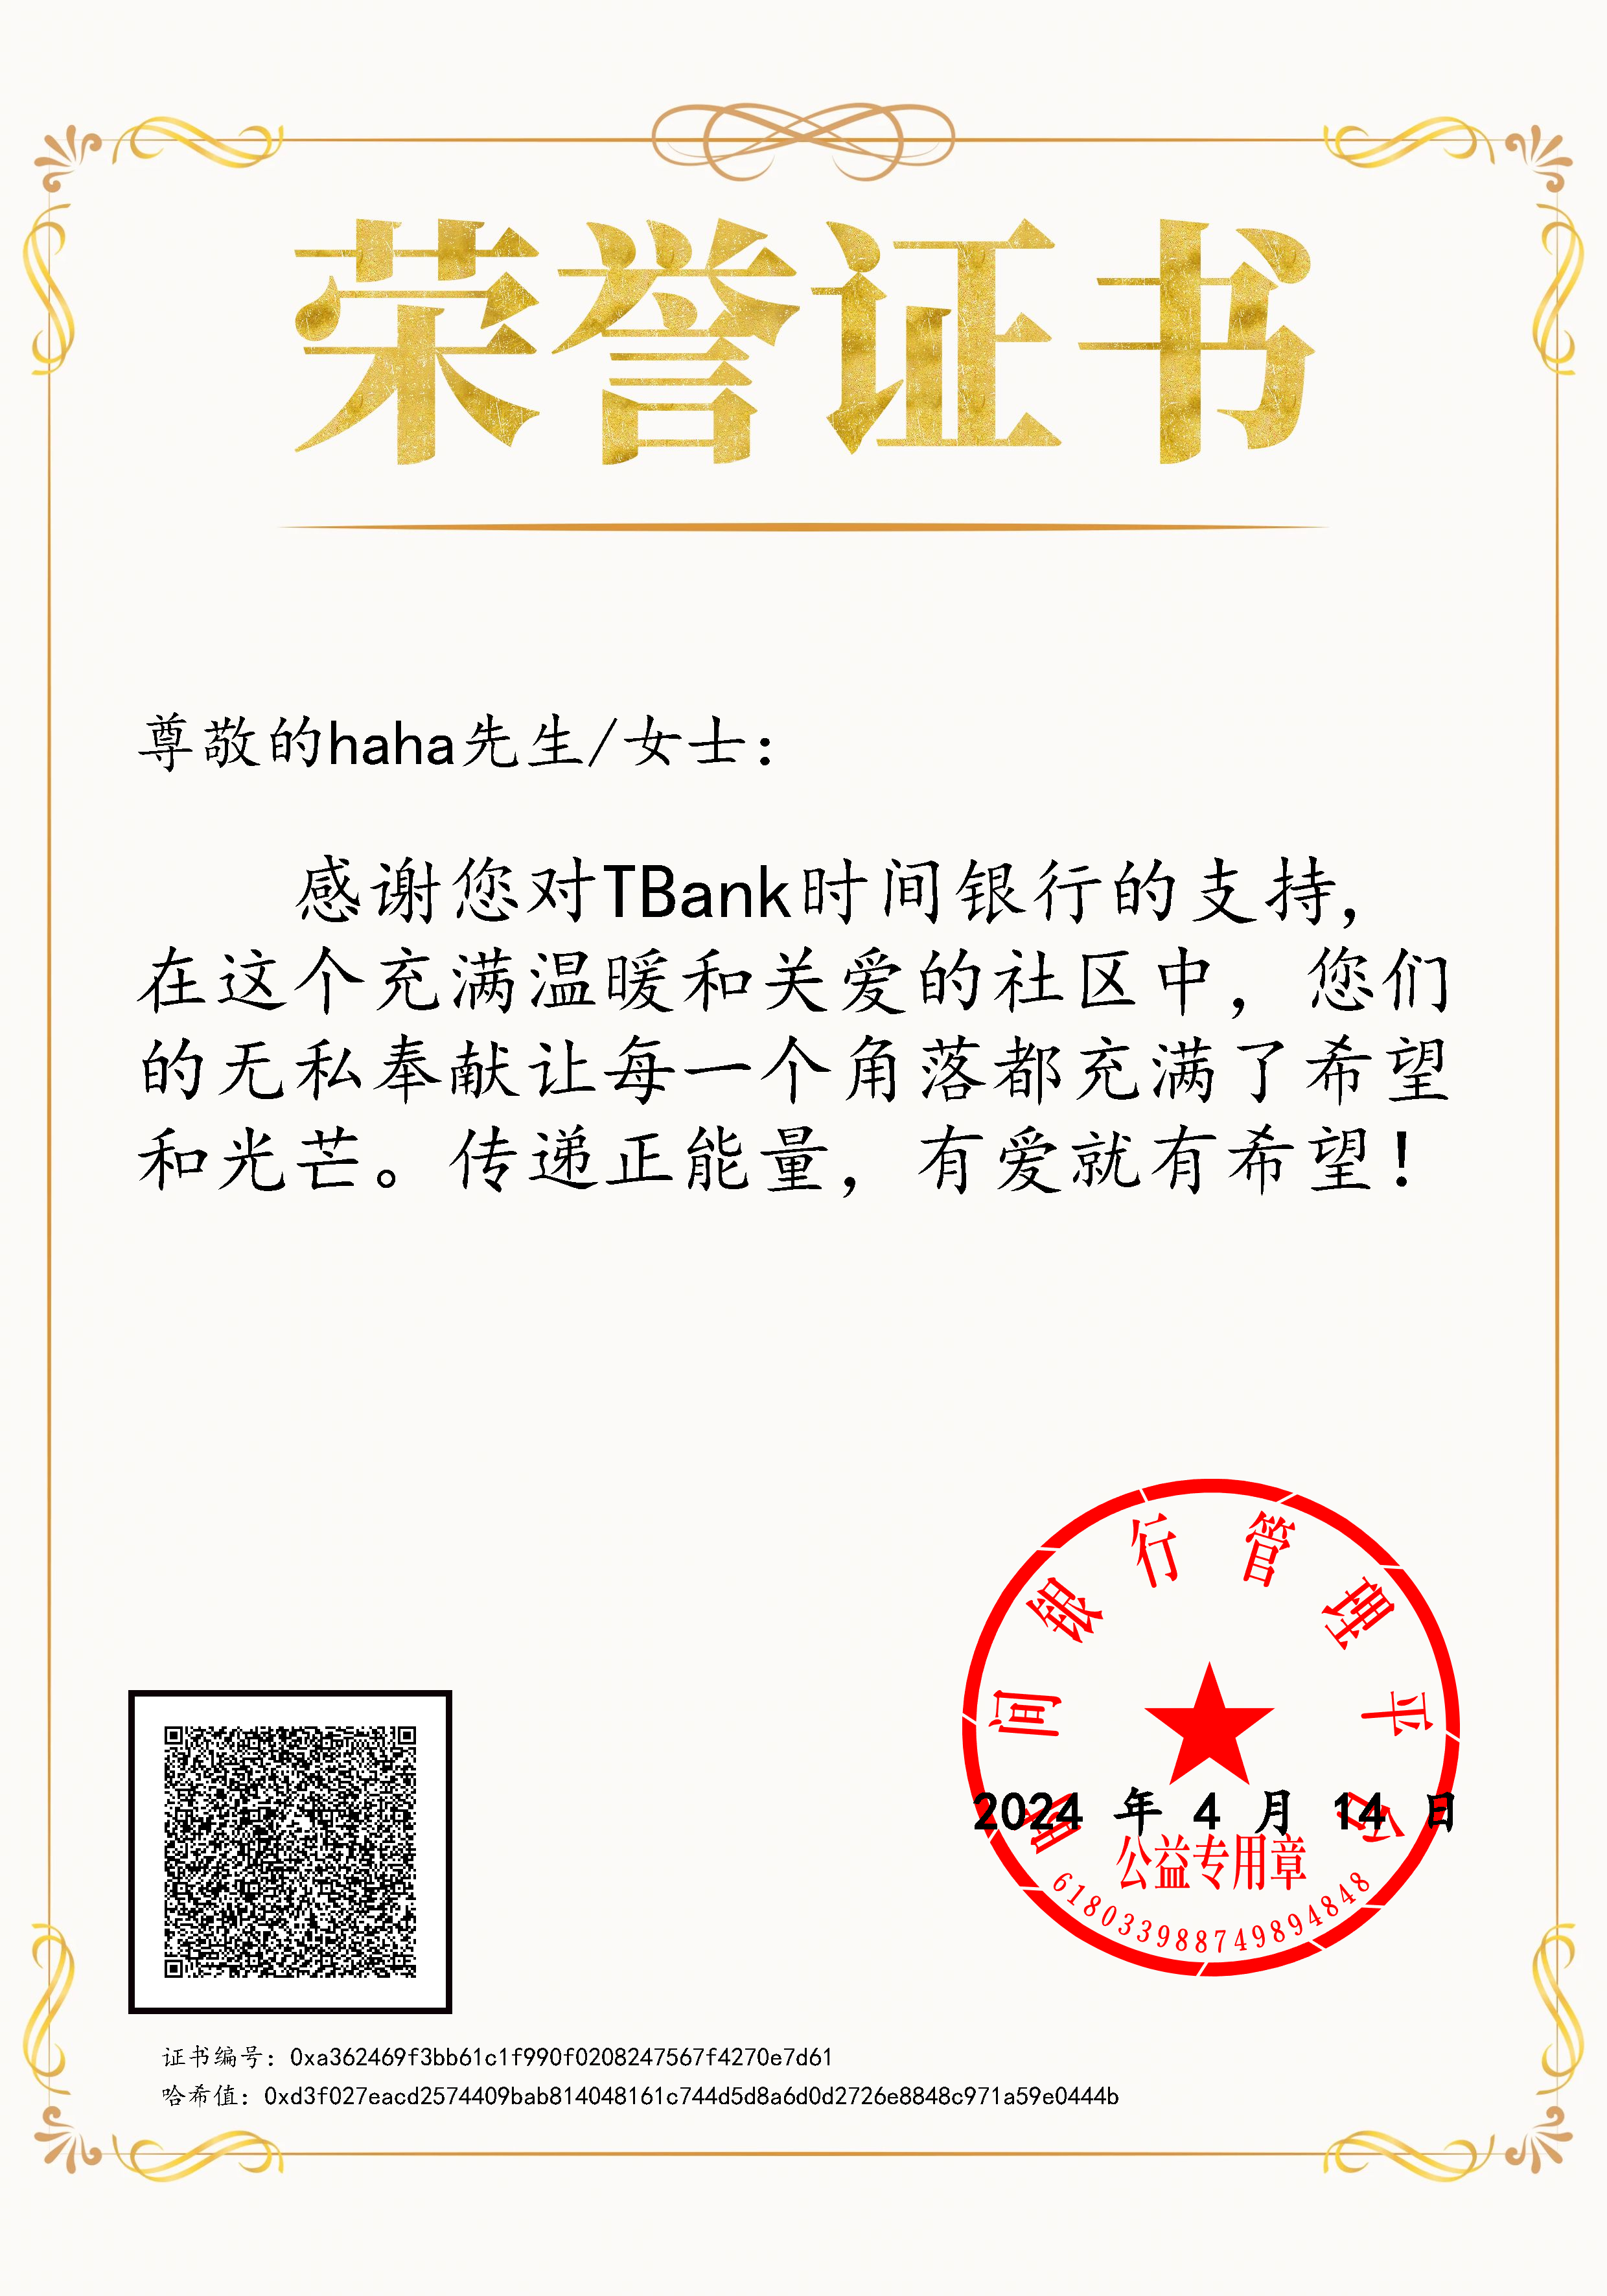 荣誉证书
尊敬的haha先生/女士：
感谢您对TBank时间银行的支持，
在这个充满温暖和关爱的社区中，您们
的无私奉献让每一个角落都充满了希望
和光芒。传递正能量，有爱就有希望！
时间银行管理平台
2024 年 4 月 14 日
公益专用章
618033988749894848
证书编号：0xa362469f3bb61c1f990f0208247567f4270e7d61
哈希值：0xd3f027eacd2574409bab814048161c744d5d8a6d0d2726e8848c971a59e0444b